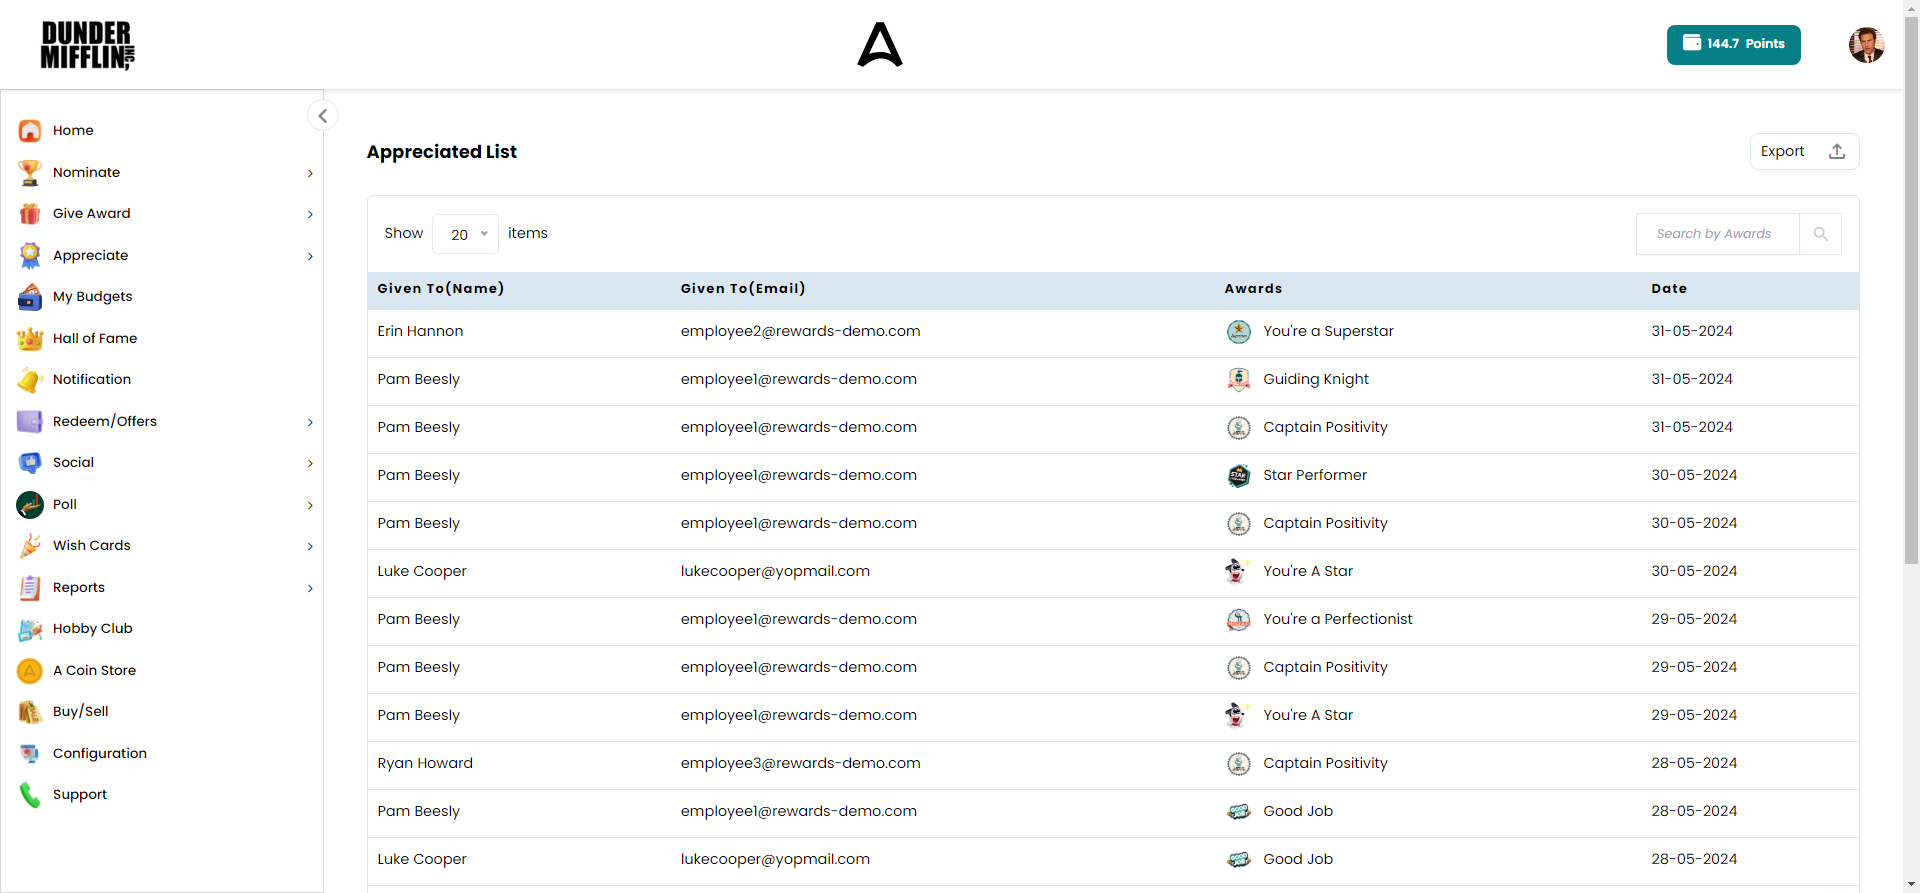 DUNDER
MIFFLIN INC,
144.7 Points
Home
Nominate
Give Award
Appreciate
My Budgets
Hall of Fame
Notification
Redeem/Offers
Social
Poll
Wish Cards
Reports
Hobby Club
A Coin Store
Buy/Sell
Configuration
Support
Appreciated List
Export
Show 20 items
Search by Awards
Given To(Name) Given To(Email) Awards Date
Erin Hannon employee2@rewards-demo.com You're a Superstar 31-05-2024
Pam Beesly employee1@rewards-demo.com Guiding Knight 31-05-2024
Pam Beesly employee1@rewards-demo.com Captain Positivity 31-05-2024
Pam Beesly employee1@rewards-demo.com Star Performer 30-05-2024
Pam Beesly employee1@rewards-demo.com Captain Positivity 30-05-2024
Luke Cooper lukecooper@yopmail.com You're A Star 30-05-2024
Pam Beesly employee1@rewards-demo.com You're a Perfectionist 29-05-2024
Pam Beesly employee1@rewards-demo.com Captain Positivity 29-05-2024
Pam Beesly employee1@rewards-demo.com You're A Star 29-05-2024
Ryan Howard employee3@rewards-demo.com Captain Positivity 28-05-2024
Pam Beesly employee1@rewards-demo.com Good Job 28-05-2024
Luke Cooper lukecooper@yopmail.com Good Job 28-05-2024